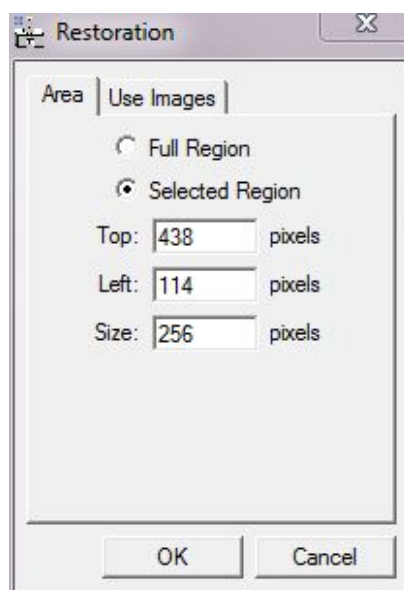 Restoration
Area Use Images
Full Region
Selected Region
Top: 438 pixels
Left: 114 pixels
Size: 256 pixels
OK Cancel